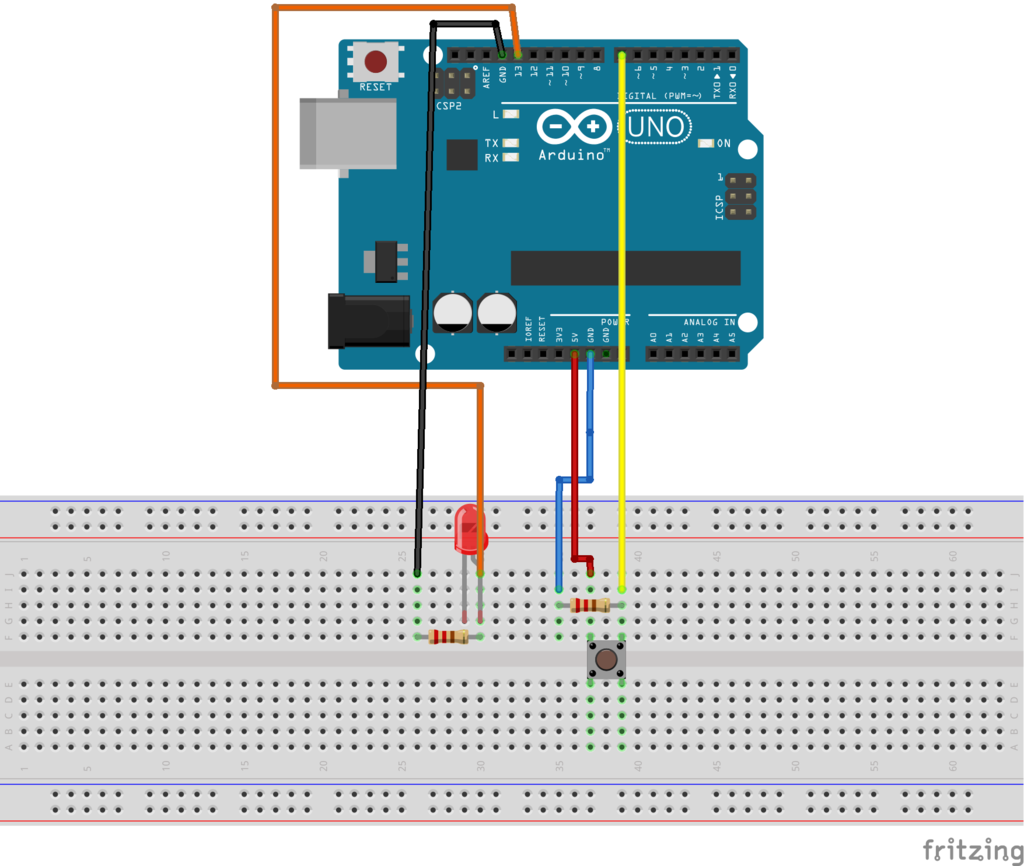 RESET
AREF
GND
13
12
~11
~10
~9
8
~6
~5
4
~3
2
TX0▶1
RX0◀0
CSP2
DIGITAL (PWM=~)
L
TX
RX
Arduino™
UNO
ON
1
ICSP
IOREF
RESET
3V3
5V
GND
GND
POWER
ANALOG IN
A0
A1
A2
A3
A4
A5
1 5 10 15 20 25 30 40 45 50 55 60
J I H G F
J I H G F
E D C B A
E D C B A
1 5 10 15 20 25 30 35 40 45 50 55 60
fritzing